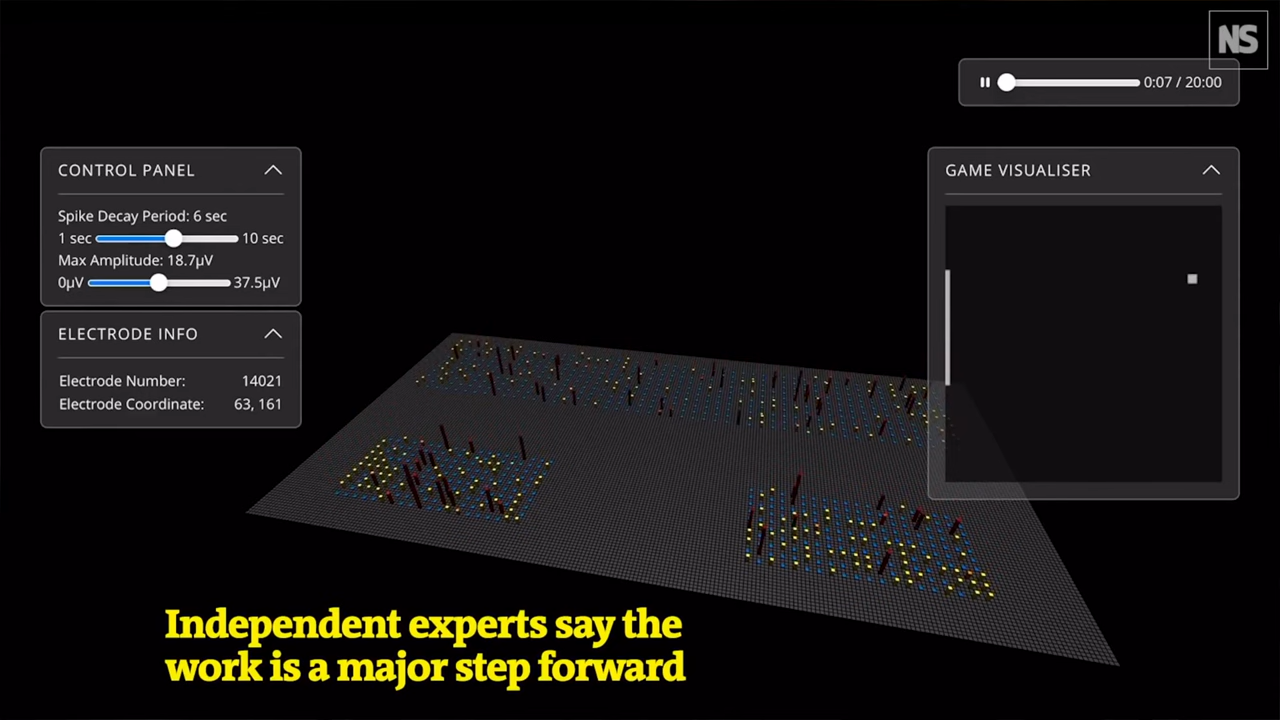 NS
0:07 / 20:00
CONTROL PANEL
Spike Decay Period: 6 sec
1 sec 10 sec
Max Amplitude: 18.7µV
0µV 37.5µV
ELECTRODE INFO
Electrode Number: 14021
Electrode Coordinate: 63, 161
GAME VISUALISER
Independent experts say the
work is a major step forward